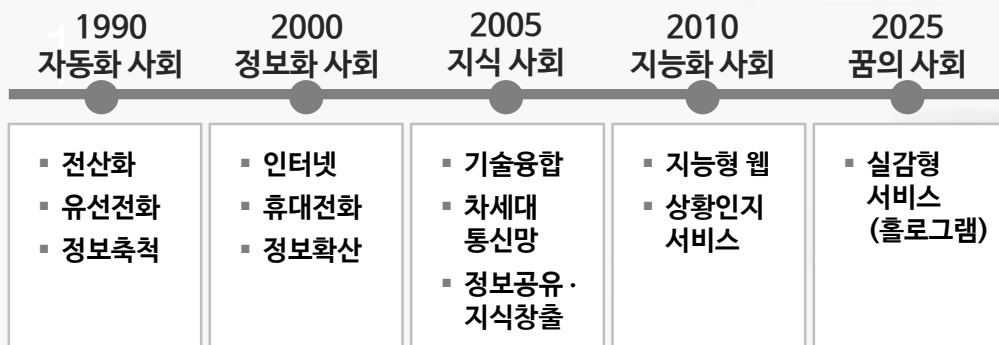 1990
자동화 사회
2000
정보화 사회
2005
지식 사회
2010
지능화 사회
2025
꿈의 사회
▪ 전산화
▪ 유선전화
▪ 정보축척
▪ 인터넷
▪ 휴대전화
▪ 정보확산
▪ 기술융합
▪ 차세대
통신망
▪ 정보공유 ·
지식창출
▪ 지능형 웹
▪ 상황인지
서비스
▪ 실감형
서비스
(홀로그램)